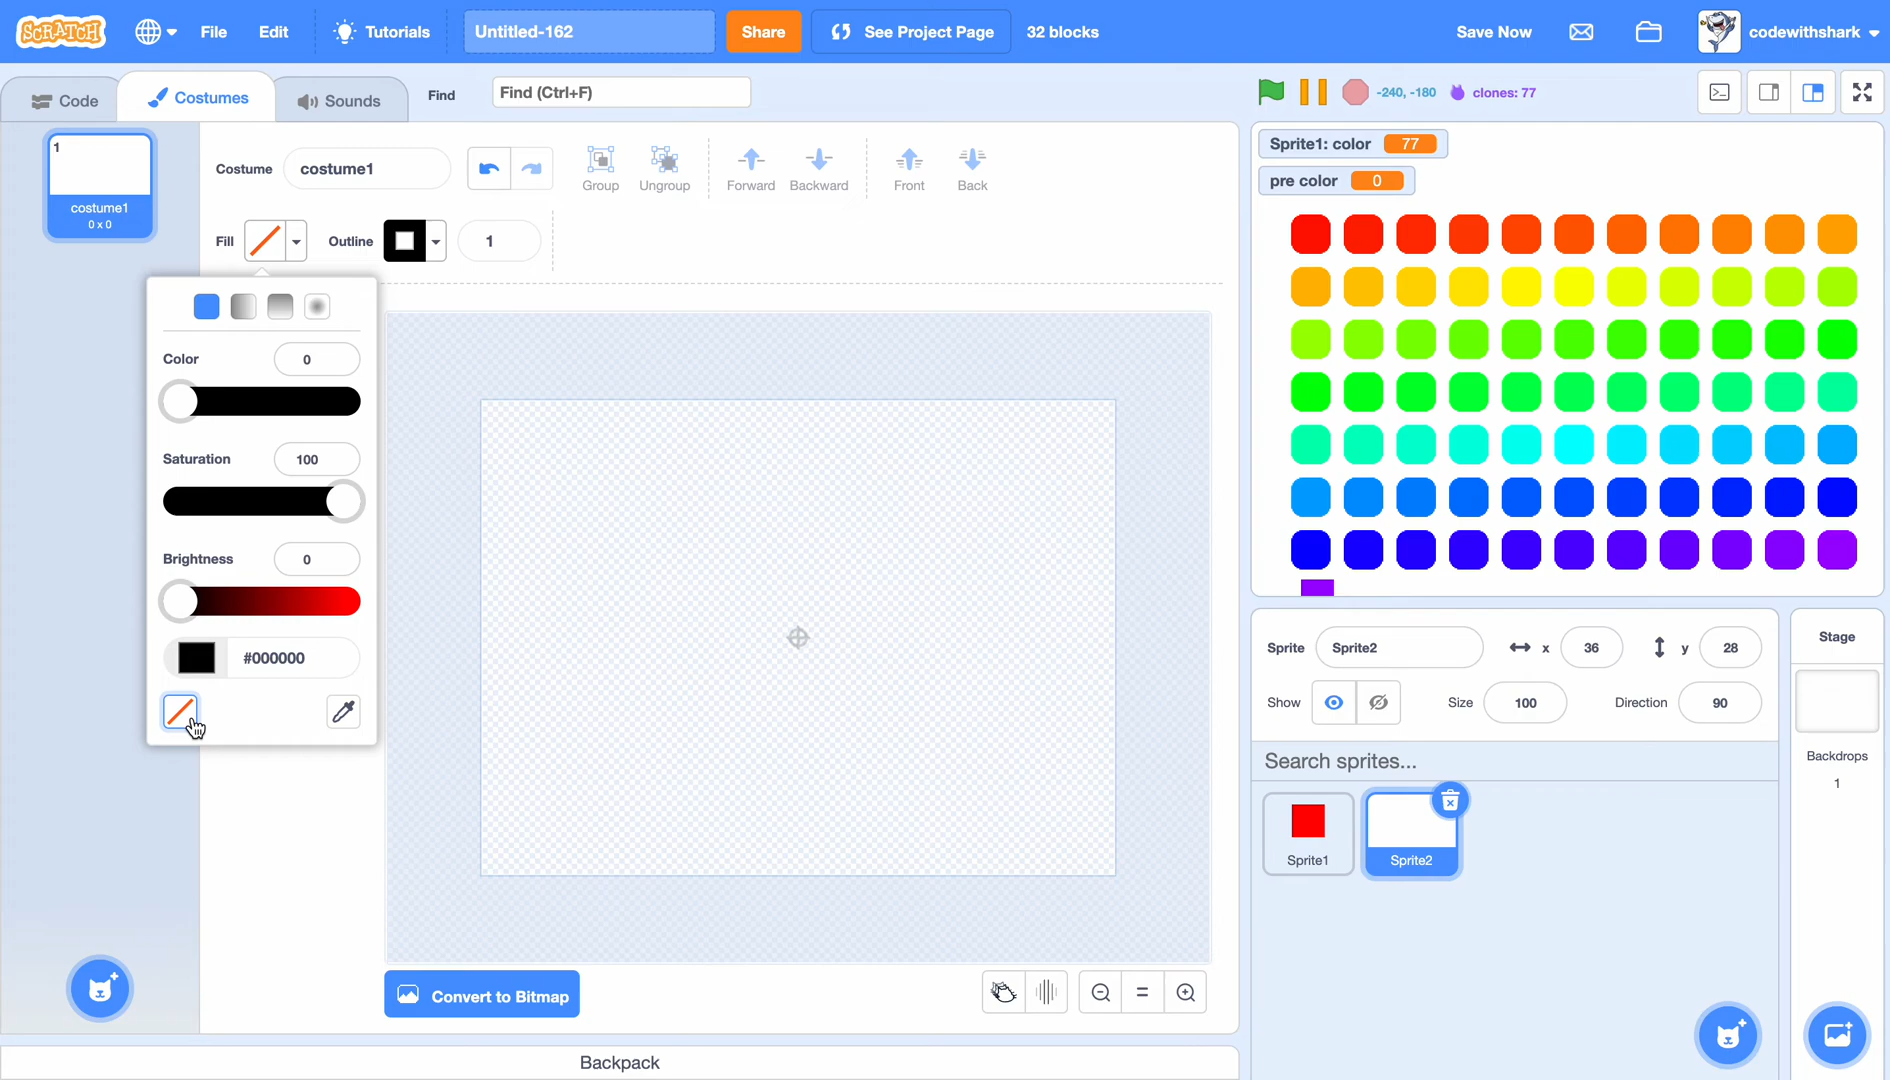 SCRATCH
File
Edit
Tutorials
Untitled-162
Share
See Project Page
32 blocks
Save Now
codewithshark
Code
Costumes
Sounds
Find
Find (Ctrl+F)
-240, -180
clones: 77
1
costume1
0 x 0
Costume
costume1
Group
Ungroup
Forward
Backward
Front
Back
Fill
Outline
1
Color
0
Saturation
100
Brightness
0
#000000
Convert to Bitmap
Backpack
Sprite1: color 77
pre color 0
Sprite
Sprite2
x
36
y
28
Show
Size
100
Direction
90
Search sprites...
Sprite1
Sprite2
Stage
Backdrops
1